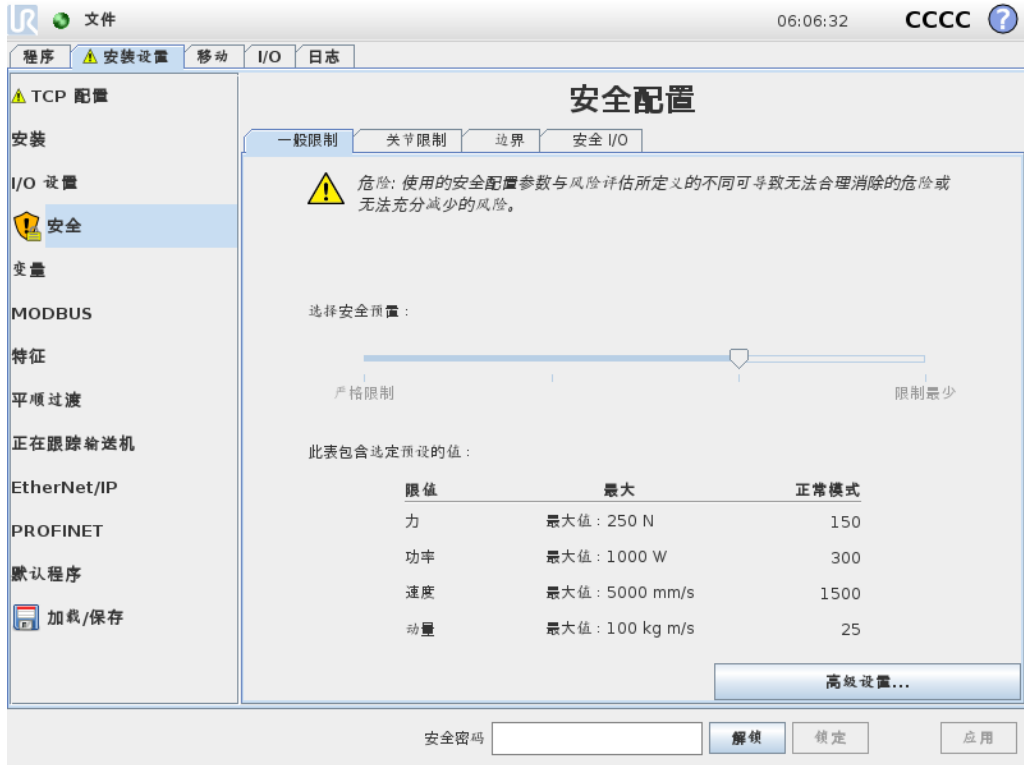 UR 文件 06:06:32 CCCC ?
程序 安装设置 移动 I/O 日志
TCP 配置
安装
I/O 设置
安全
变量
MODBUS
特征
平顺过渡
正在跟踪输送机
EtherNet/IP
PROFINET
默认程序
加载/保存
安全配置
一般限制 关节限制 边界 安全 I/O
危险: 使用的安全配置参数与风险评估所定义的不同可导致无法合理消除的危险或
无法充分减少的风险。
选择安全预置：
严格限制 限制最少
此表包含选定预设的值：
限值 最大 正常模式
力 最大值：250 N 150
功率 最大值：1000 W 300
速度 最大值：5000 mm/s 1500
动量 最大值：100 kg m/s 25
高级设置...
安全密码 解锁 锁定 应用